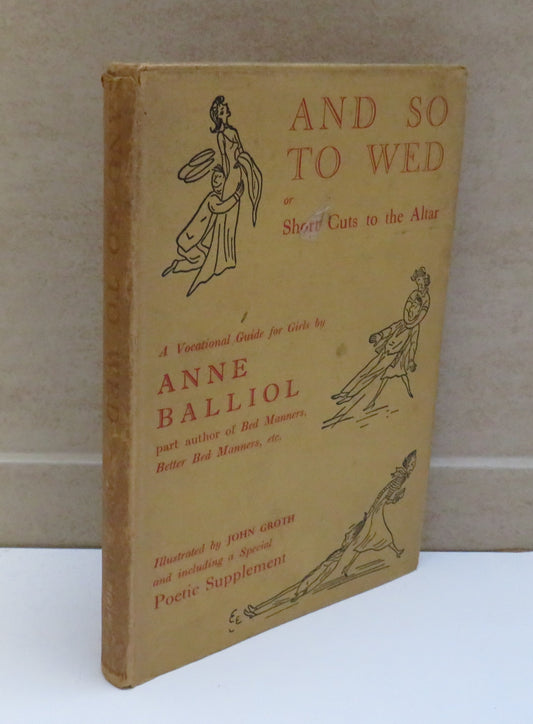 AND SO
TO WED
or
Short Cuts to the Altar
A Vocational Guide for Girls by
ANNE
BALLIOL
part author of Bed Manners,
Better Bed Manners, etc.
Illustrated by JOHN GROTH
and including a Special
Poetic Supplement